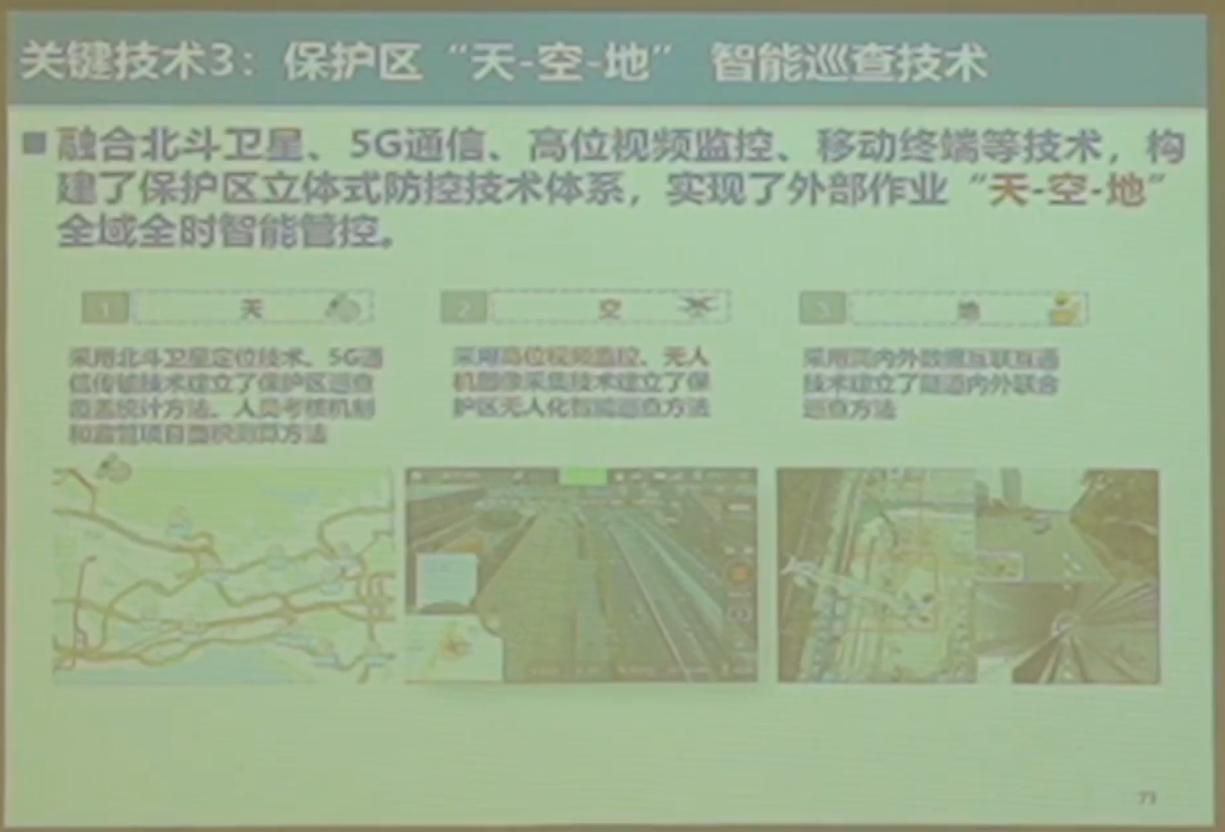 关键技术3：保护区“天-空-地” 智能巡查技术
■融合北斗卫星、5G通信、高位视频监控、移动终端等技术，构
建了保护区立体式防控技术体系，实现了外部作业“天-空-地”
全域全时智能管控。
1 天
采用北斗卫星定位技术、5G通
信传输技术建立了保护区巡查
覆盖统计方法、人员考核机制
和监管项目面积测算方法
2 空
采用高位视频监控、无人
机图像采集技术建立了保
护区无人化智能巡查方法
3 地
采用洞内外数据互联互通
技术建立了隧道内外联合
巡查方法
73